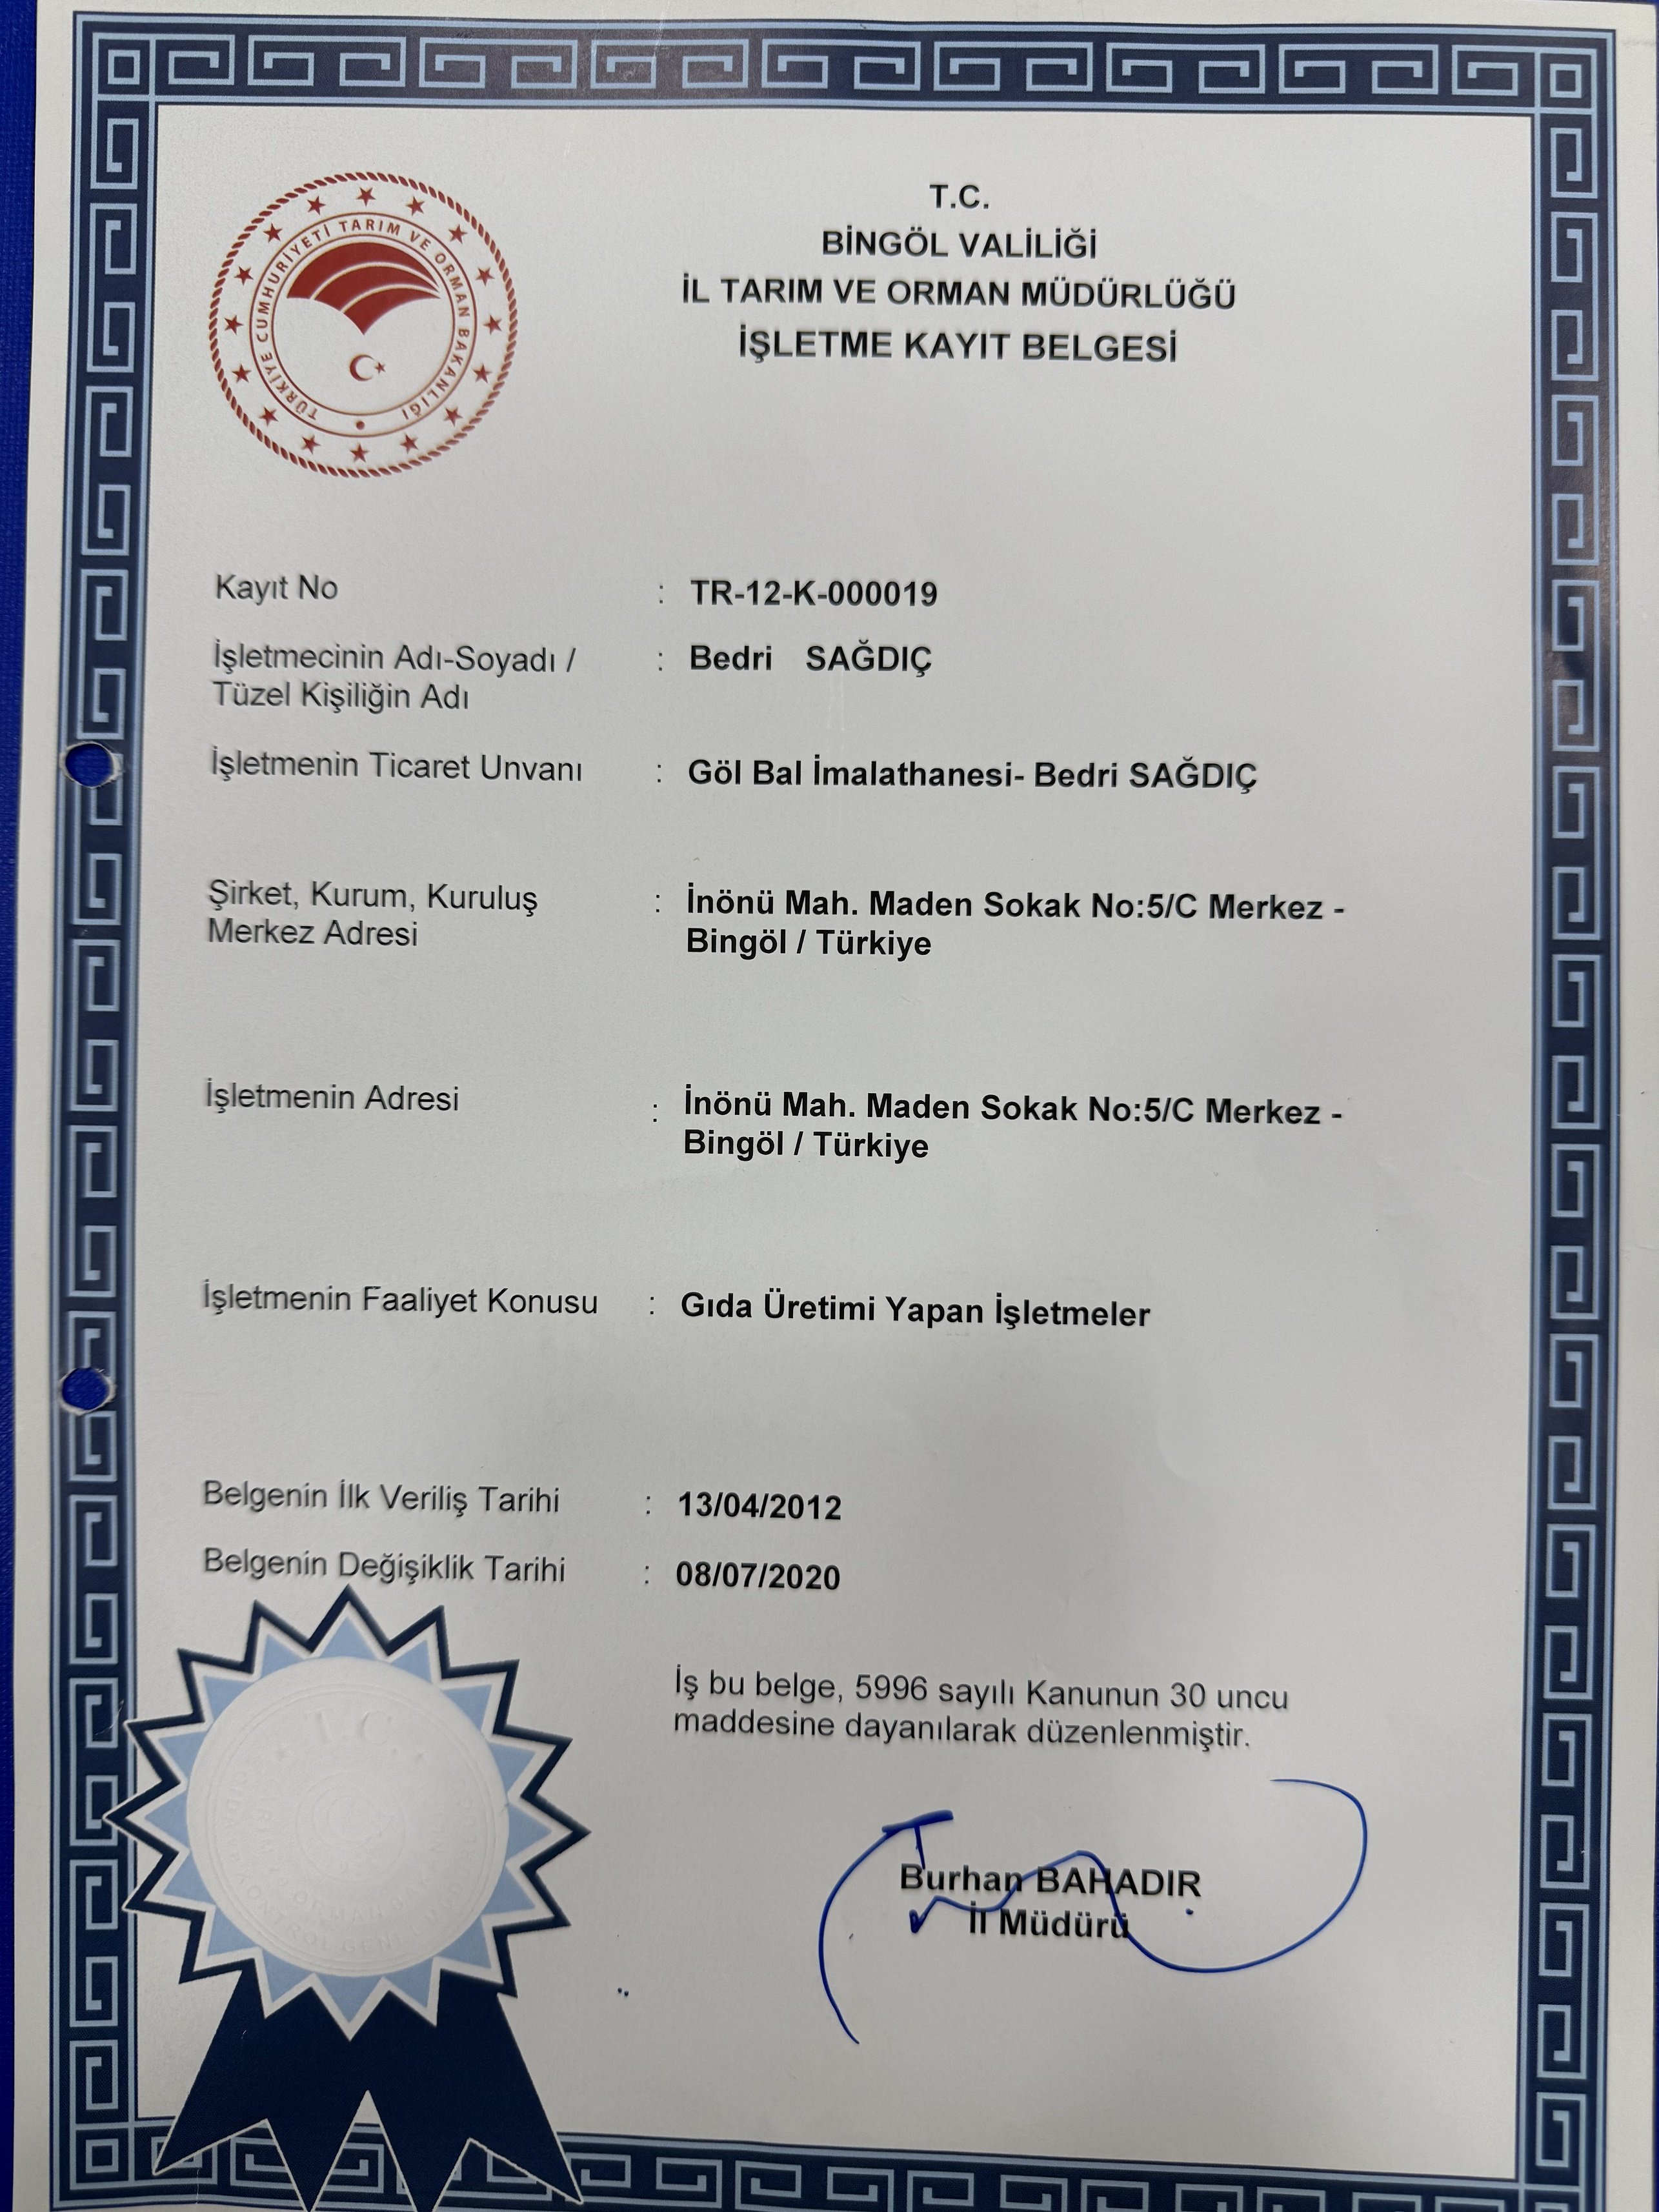 TÜRKİYE CUMHURİYETİ TARIM VE ORMAN BAKANLIĞI
T.C.
BİNGÖL VALİLİĞİ
İL TARIM VE ORMAN MÜDÜRLÜĞÜ
İŞLETME KAYIT BELGESİ
Kayıt No : TR-12-K-000019
İşletmecinin Adı-Soyadı / : Bedri SAĞDIÇ
Tüzel Kişiliğin Adı
İşletmenin Ticaret Unvanı : Göl Bal İmalathanesi- Bedri SAĞDIÇ
Şirket, Kurum, Kuruluş : İnönü Mah. Maden Sokak No:5/C Merkez -
Merkez Adresi Bingöl / Türkiye
İşletmenin Adresi : İnönü Mah. Maden Sokak No:5/C Merkez -
Bingöl / Türkiye
İşletmenin Faaliyet Konusu : Gıda Üretimi Yapan İşletmeler
Belgenin İlk Veriliş Tarihi : 13/04/2012
Belgenin Değişiklik Tarihi : 08/07/2020
İş bu belge, 5996 sayılı Kanunun 30 uncu
maddesine dayanılarak düzenlenmiştir.
T.C.
Burhan BAHADIR
İl Müdürü